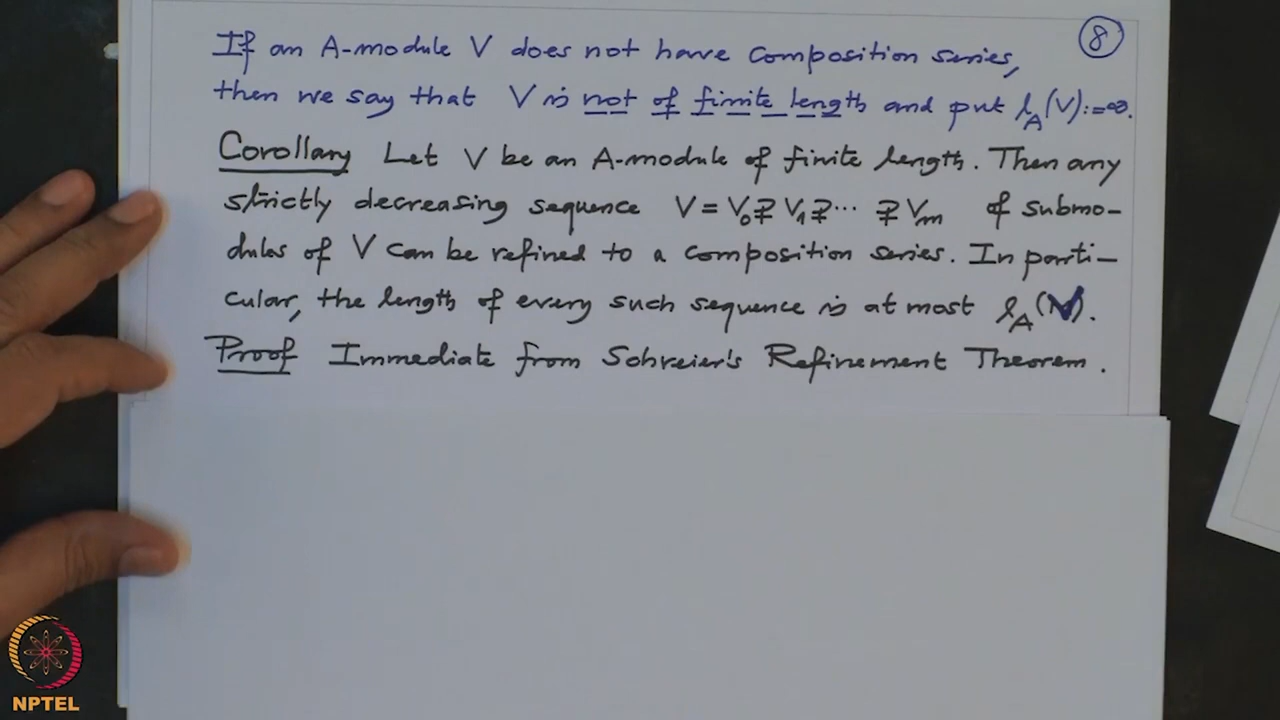 If an A-module V does not have composition series, ⑧
then we say that V is not of finite length and put ℓ_A(V):=∞.
Corollary Let V be an A-module of finite length. Then any
strictly decreasing sequence V = V_0 ⊋ V_1 ⊋ ··· ⊋ V_m of submo-
dules of V can be refined to a composition series. In parti-
cular, the length of every such sequence is at most ℓ_A(V).
Proof Immediate from Schreier's Refinement Theorem.
NPTEL